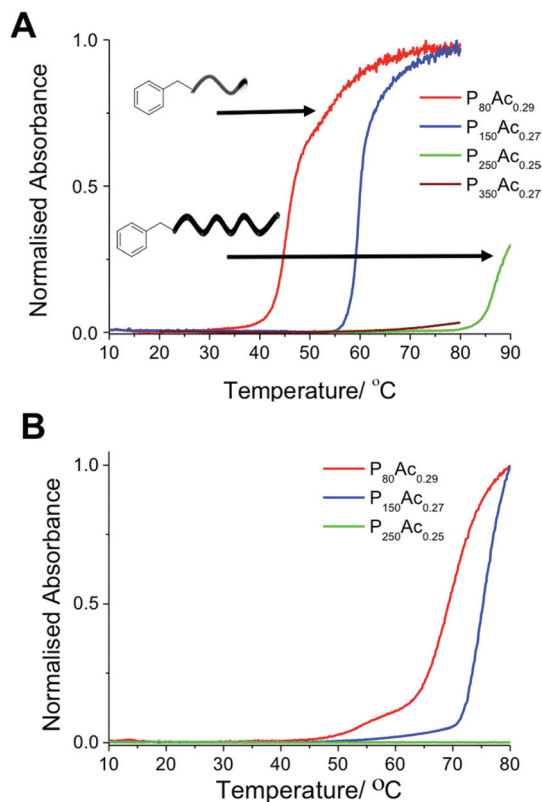 A
1.0
0.5
0.0
Normalised Absorbance
P80Ac0.29
P150Ac0.27
P250Ac0.25
P350Ac0.27
10 20 30 40 50 60 70 80 90
Temperature/ °C
B
1.0
0.5
0.0
Normalised Absorbance
P80Ac0.29
P150Ac0.27
P250Ac0.25
10 20 30 40 50 60 70 80
Temperature/ °C